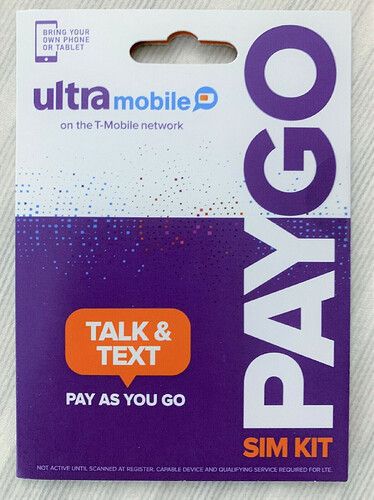 BRING YOUR
OWN PHONE
OR TABLET
ultra mobile
on the T-Mobile network
PAYGO
TALK &
TEXT
PAY AS YOU GO
SIM KIT
NOT ACTIVE UNTIL SCANNED AT REGISTER. CAPABLE DEVICE AND QUALIFYING SERVICE REQUIRED FOR LTE.